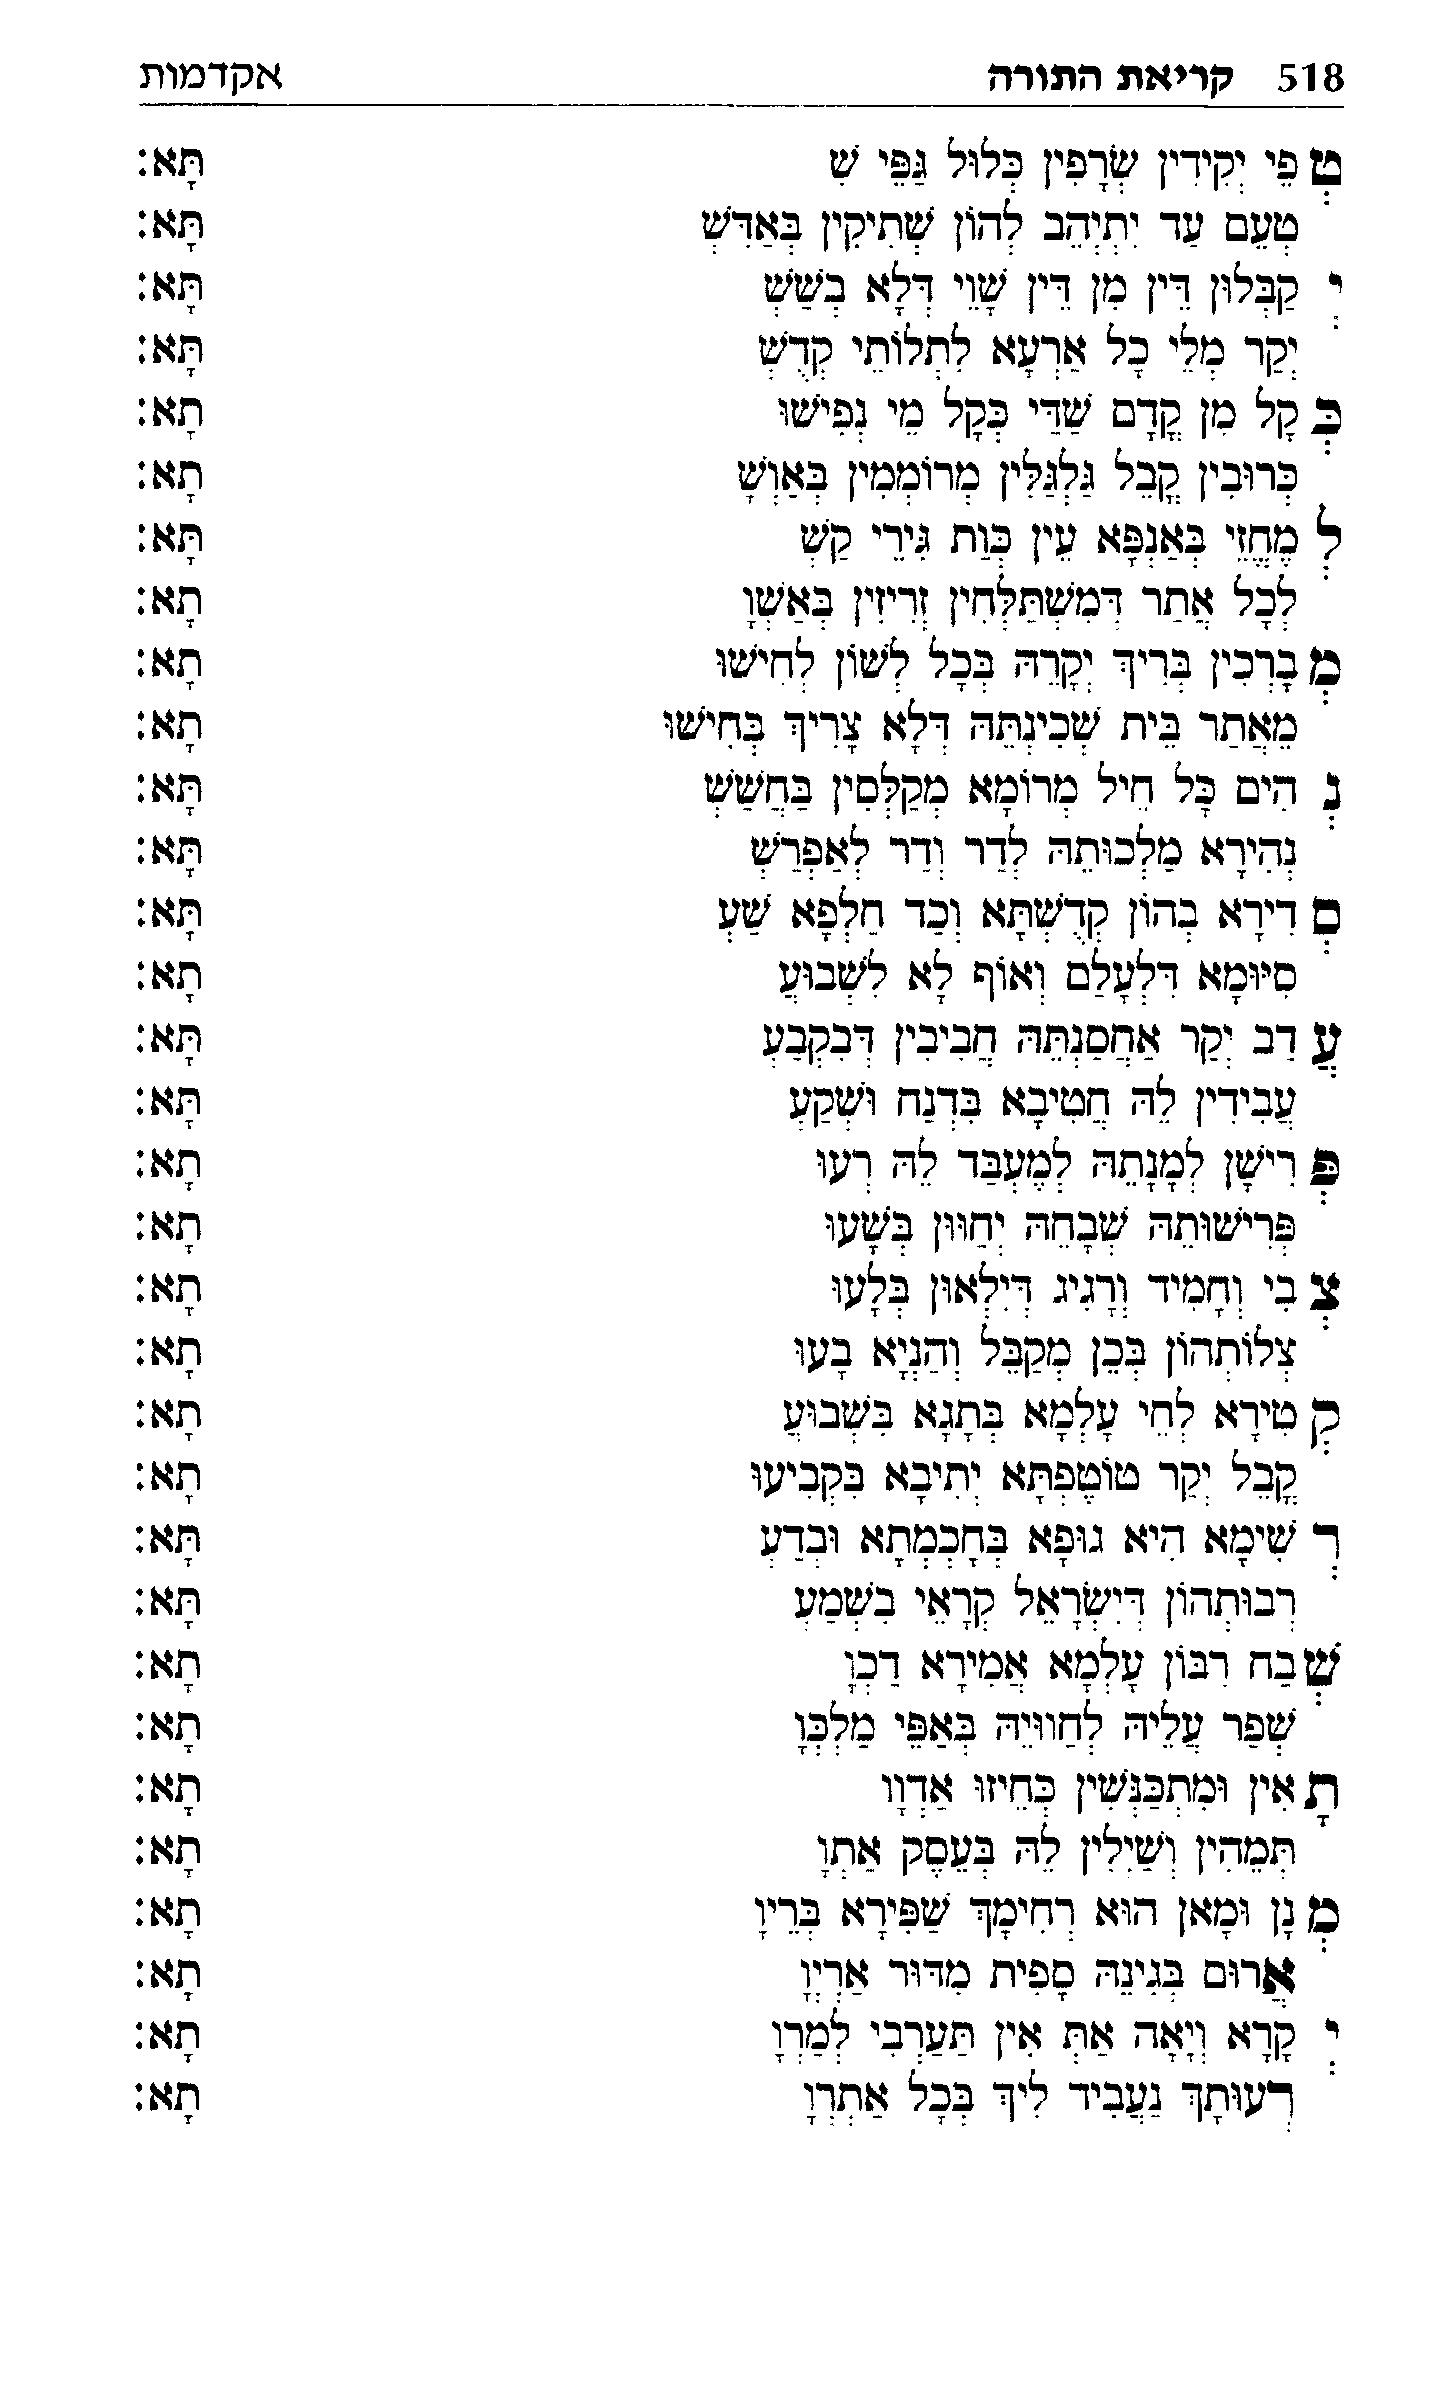 518 קריאת התורה אקדמות
טְפֵי יְקִידִין שְׂרָפִין כְּלוּל גַּפֵּי שִׁ תָּא:
טְעֵם עַד יִתְיְהֵב לְהוֹן שְׁתִיקִין בְּאַדִּשְׁ תָּא:
יְקַבְּלוּן דֵּין מִן דֵּין שָׁוֵי דְּלָא בְשַׁשְׁ תָּא:
יְקַר מְלֵי כָל אַרְעָא לִתְלוֹתֵי קְדֻשְׁ תָּא:
כְּקָל מִן קֳדָם שַׁדַּי כְּקָל מֵי נְפִישׁוּ תָא:
כְּרוּבִין קֳבֵל גַּלְגַּלִּין מְרוֹמְמִין בְּאַוְשָׁ תָא:
לְמֶחֱזֵי בְּאַנְפָּא עֵין כְּוַת גִּירֵי קַשְׁ תָּא:
לְכָל אֲתַר דְּמִשְׁתַּלְּחִין זְרִיזִין בְּאַשְׁוָ תָא:
מְבָרְכִין בְּרִיךְ יְקָרֵהּ בְּכָל לְשׁוֹן לְחִישׁוּ תָא:
מֵאֲתַר בֵּית שְׁכִינְתֵּהּ דְּלָא צָרִיךְ בְּחִישׁוּ תָא:
נְהִים כָּל חֵיל מְרוֹמָא מְקַלְּסִין בַּחֲשַׁשְׁ תָּא:
נְהִירָא מַלְכוּתֵהּ לְדַר וְדַר לְאַפְרַשְׁ תָּא:
סְדִירָא בְהוֹן קְדֻשְׁתָּא וְכַד חַלְפָא שַׁעְ תָּא:
סִיּוּמָא דִּלְעָלַם וְאוֹף לָא לִשְׁבוּעֲ תָא:
עֲדַב יְקַר אַחֲסַנְתֵּהּ חֲבִיבִין דְּבִקְבַעְ תָּא:
עֲבִידִין לֵהּ חֲטִיבָא בִּדְנַח וּשְׁקַעְ תָּא:
פְּרִישָׁן לְמָנָתֵהּ לְמֶעְבַּד לֵהּ רְעוּ תָא:
פְּרִישׁוּתֵהּ שְׁבָחֵהּ יְחַוּוּן בְּשָׁעוּ תָא:
צְבִי וְחָמִיד וְרָגִיג דְּיִלְאוּן בְּלָעוּ תָא:
צְלוֹתְהוֹן בְּכֵן מְקַבֵּל וְהַנְיָא בָעוּ תָא:
קְטִירָא לְחֵי עָלְמָא בְּתָגָא בִּשְׁבוּעֲ תָא:
קֳבֵל יְקַר טוֹטֶפְתָּא יְתִיבָא בִּקְבִיעוּ תָא:
רְשִׁימָא הִיא גוּפָא בְּחָכְמְתָא וּבְדַעְ תָּא:
רְבוּתְהוֹן דְּיִשְׂרָאֵל קְרָאֵי בִשְׁמַעְ תָּא:
שְׁבַח רִבּוֹן עָלְמָא אֲמִירָא דַכְוָ תָא:
שְׁפַר עֲלֵיהּ לְחַוּוּיֵהּ בְּאַפֵּי מַלְכְּוָ תָא:
תָאִין וּמִתְכַּנְּשִׁין כְּחֵיזוּ אַדְוָו תָא:
תְּמֵהִין וְשַׁיְלִין לֵהּ בְּעֵסֶק אַתְוָ תָא:
מְנָן וּמָאן הוּא רְחִימָךְ שַׁפִּירָא בְּרֵיוָ תָא:
אֲרוּם בְּגִינֵהּ סָפִית מְדוּר אַרְיְוָ תָא:
יְקָרָא וְיָאָה אַתְּ אִין תַּעַרְבִי לְמַרְוָ תָא:
רְעוּתָךְ נַעֲבִיד לִיךְ בְּכָל אַתְרְוָ תָא: